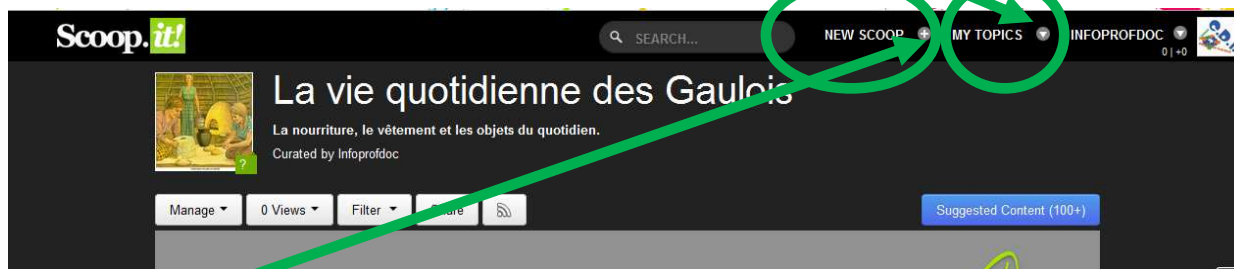 Scoop.it!
SEARCH... NEW SCOOP MY TOPICS INFOPROFDOC
0 | +0
La vie quotidienne des Gaulois
La nourriture, le vêtement et les objets du quotidien.
Curated by Infoprofdoc
?
Manage 0 Views Filter Share Suggested Content (100+)